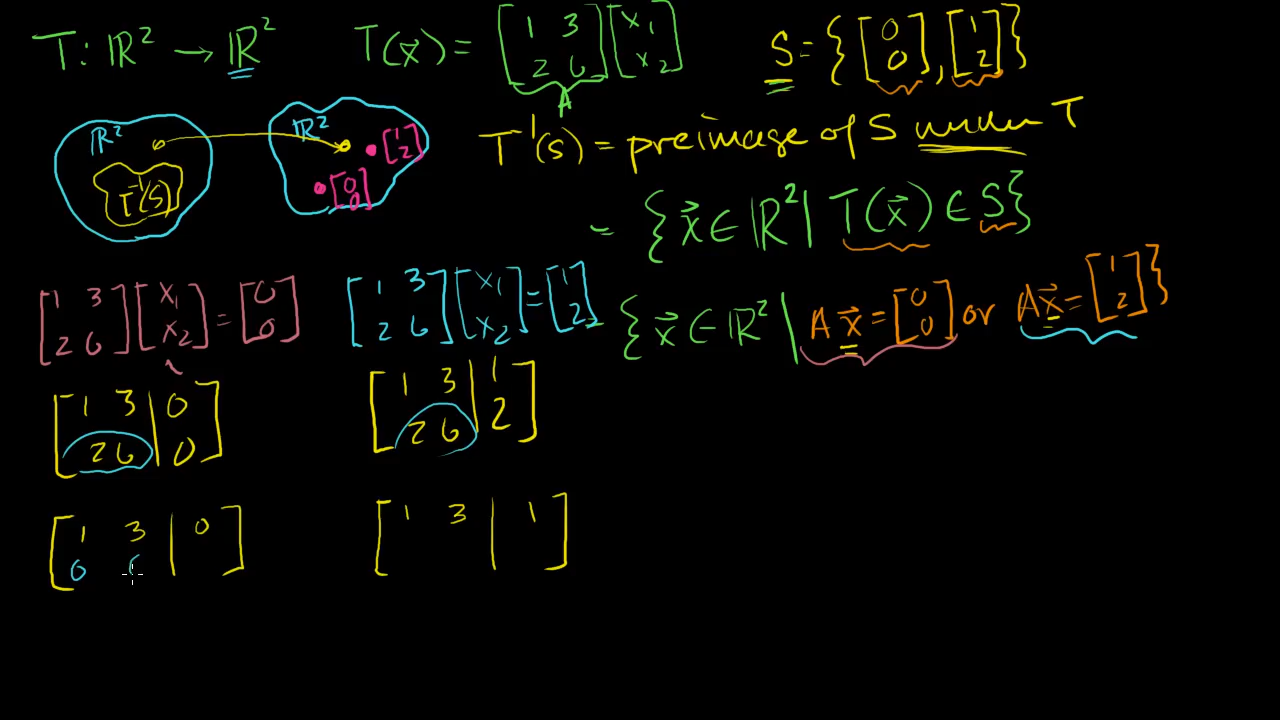 T: ℝ² → ℝ² T(x⃗) = [1 3; 2 6][x₁; x₂] S = {[0; 0], [1; 2]}
A
ℝ² ℝ² [1; 2] T⁻¹(S) = preimage of S under T
T⁻¹(S) [0; 0]
= {x⃗ ∈ ℝ² | T(x⃗) ∈ S}
[1 3; 2 6][x₁; x₂] = [0; 0] [1 3; 2 6][x₁; x₂] = [1; 2] {x⃗ ∈ ℝ² | Ax⃗ = [0; 0] or Ax⃗ = [1; 2]}
[1 3 | 0; 2 6 | 0] [1 3 | 1; 2 6 | 2]
[1 3 | 0; 0 |] [1 3 | 1; |]